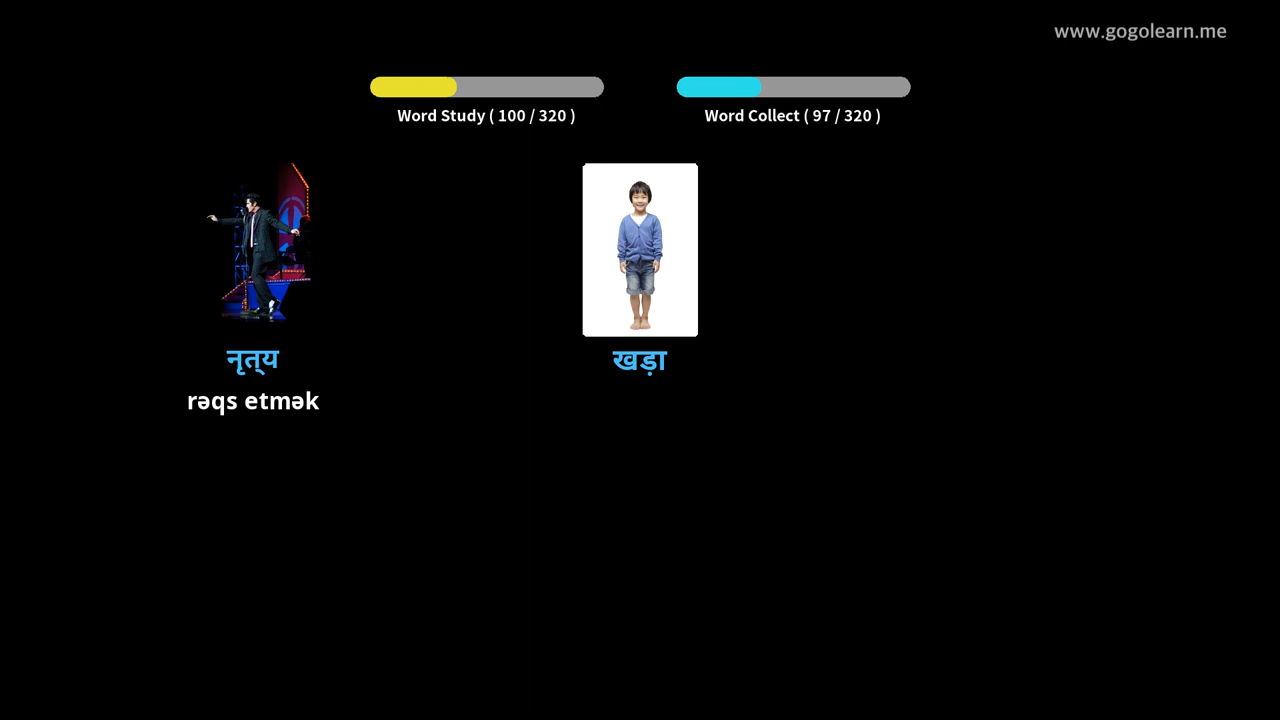 www.gogolearn.me
Word Study ( 100 / 320 )
Word Collect ( 97 / 320 )
नृत्य
खड़ा
rəqs etmək